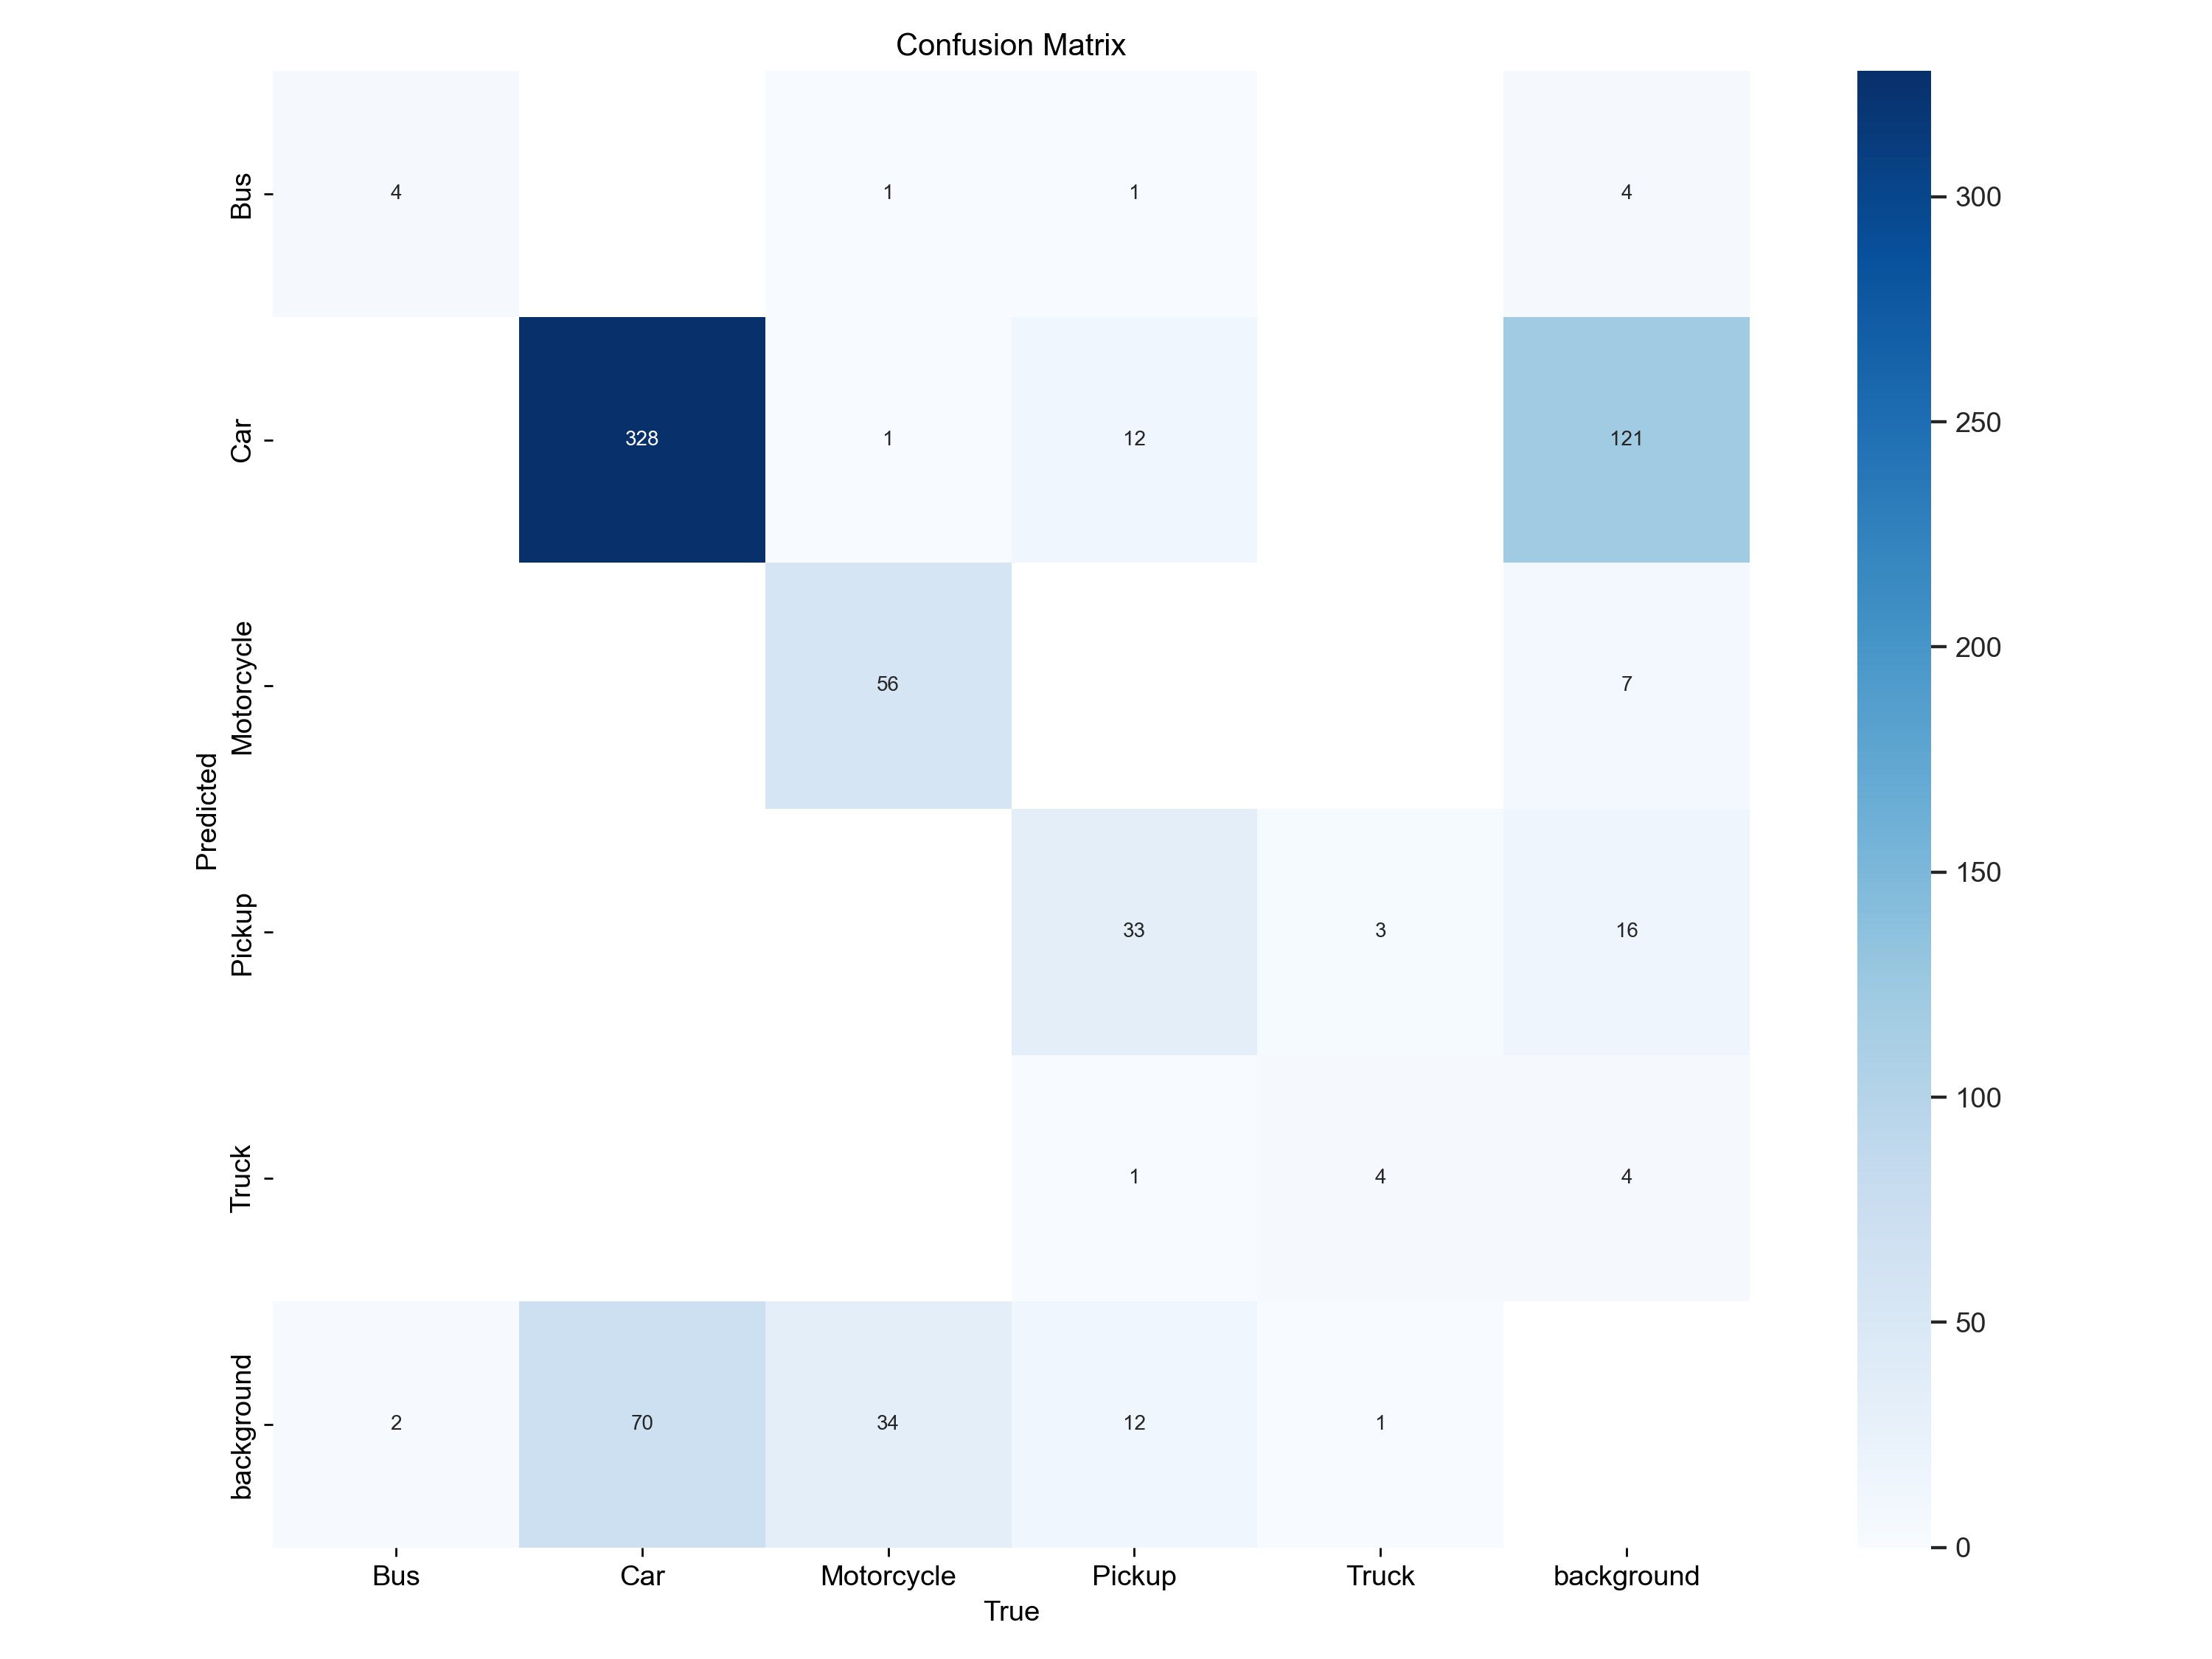 Confusion Matrix
Bus
4
1
1
4
Car
328
1
12
121
Motorcycle
56
7
Pickup
33
3
16
Truck
1
4
4
background
2
70
34
12
1
Predicted
Bus
Car
Motorcycle
Pickup
Truck
background
True
300
250
200
150
100
50
0